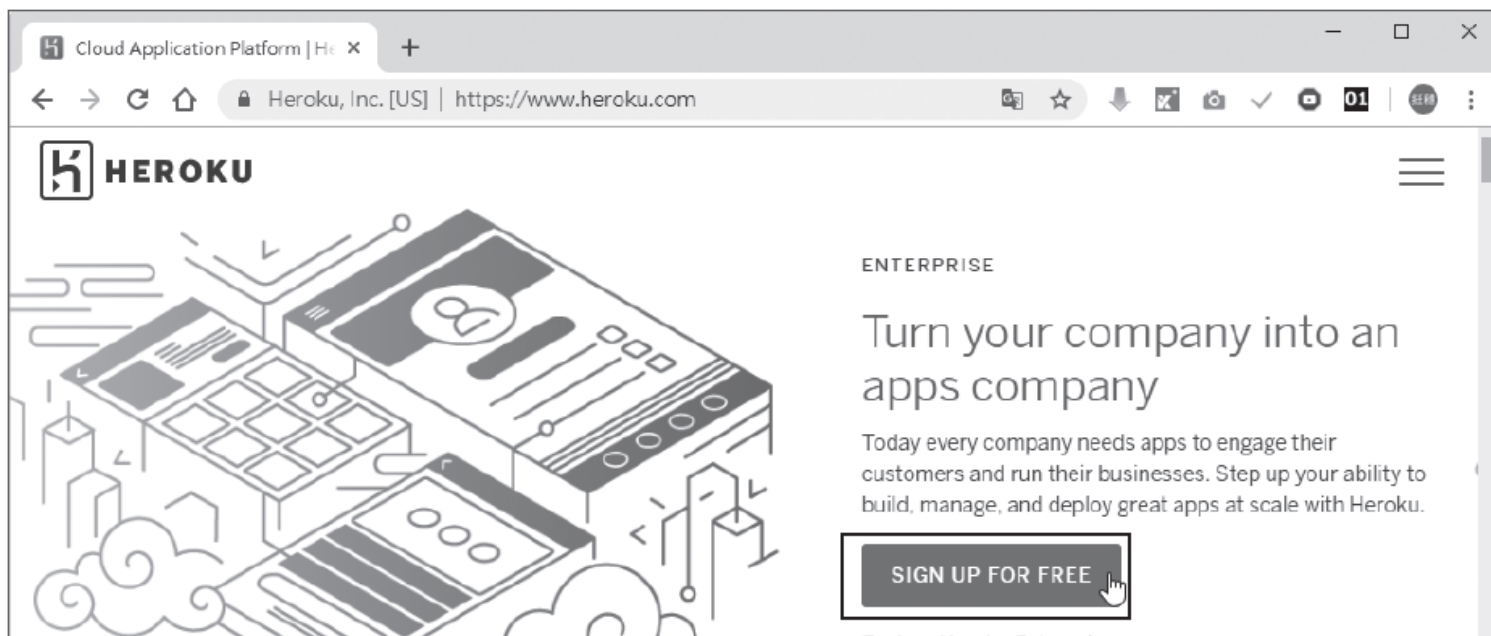 Cloud Application Platform | He
Heroku, Inc. [US] | https://www.heroku.com
01
HEROKU
ENTERPRISE
Turn your company into an
apps company
Today every company needs apps to engage their
customers and run their businesses. Step up your ability to
build, manage, and deploy great apps at scale with Heroku.
SIGN UP FOR FREE